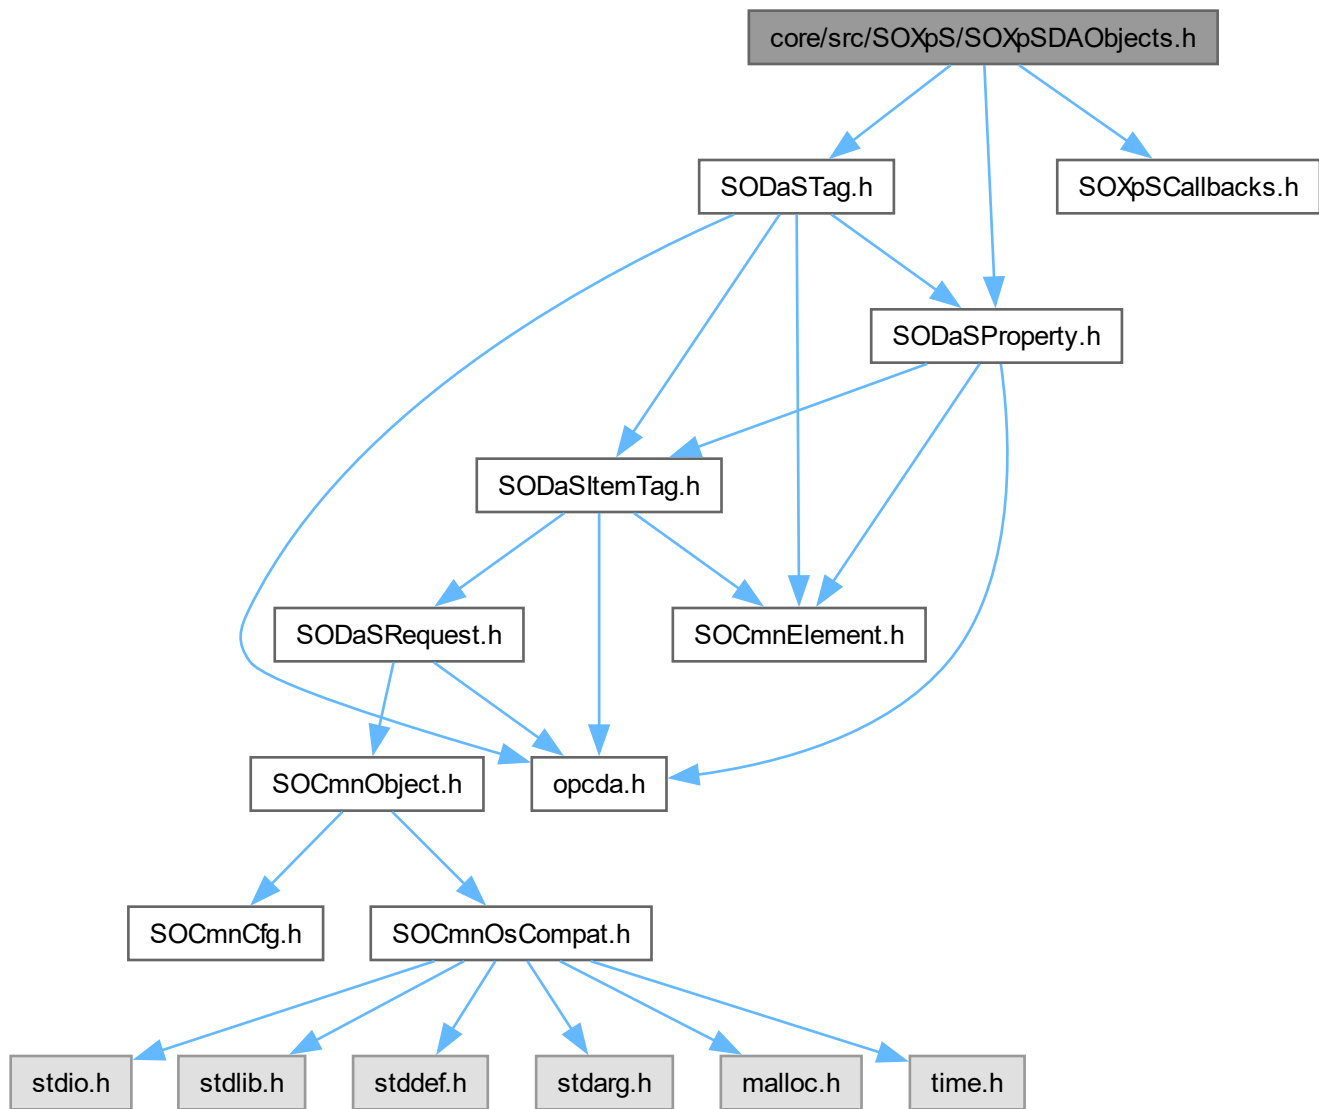 core/src/SOXpS/SOXpSDAObjects.h
SODaSTag.h
SOXpSCallbacks.h
SODaSProperty.h
SODaSItemTag.h
SODaSRequest.h
SOCmnElement.h
SOCmnObject.h
opcda.h
SOCmnCfg.h
SOCmnOsCompat.h
stdio.h
stdlib.h
stddef.h
stdarg.h
malloc.h
time.h